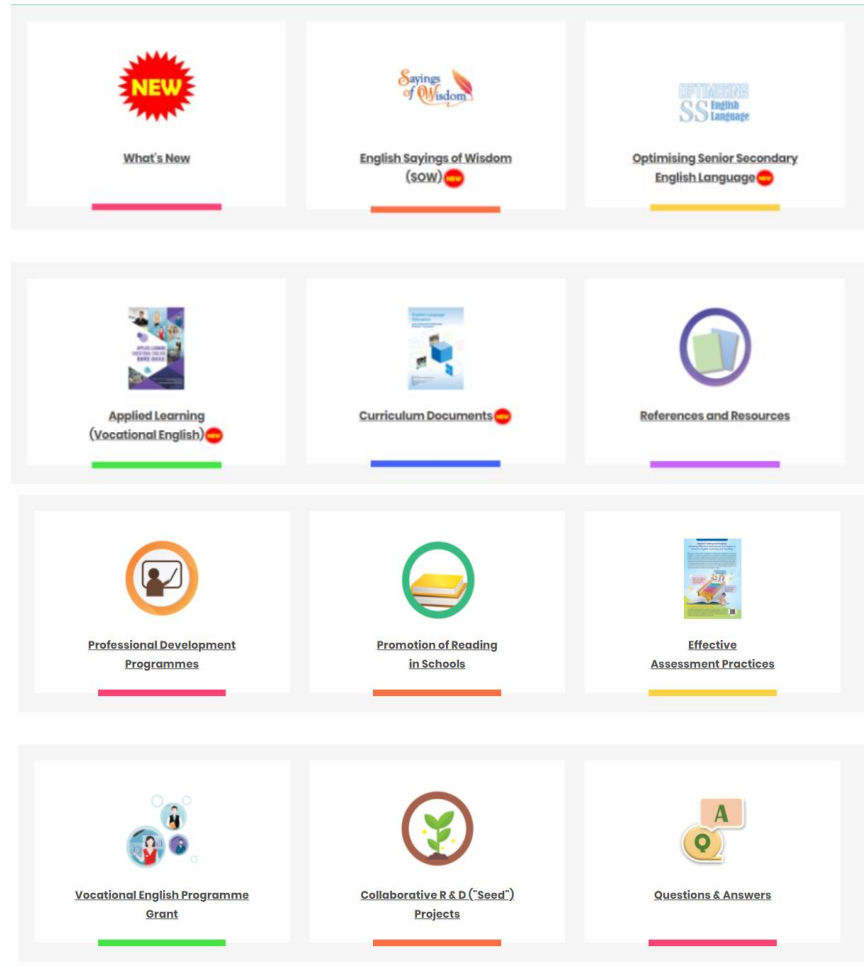 NEW
Sayings
of Wisdom
OPTIMISING
SS English
Language
What's New
English Sayings of Wisdom
(SOW) NEW
Optimising Senior Secondary
English Language NEW
Applied Learning
(Vocational English) NEW
Curriculum Documents NEW
References and Resources
Professional Development
Programmes
Promotion of Reading
in Schools
Effective
Assessment Practices
A
Q
Vocational English Programme
Grant
Collaborative R & D ("Seed")
Projects
Questions & Answers